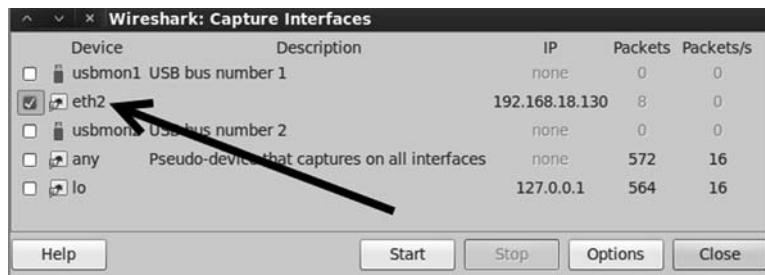 Wireshark: Capture Interfaces
Device Description IP Packets Packets/s
usbmon1 USB bus number 1 none 0 0
eth2 192.168.18.130 8 0
USB bus number 2 none 0 0
any Pseudo-device that captures on all interfaces none 572 16
lo 127.0.0.1 564 16
Help Start Stop Options Close